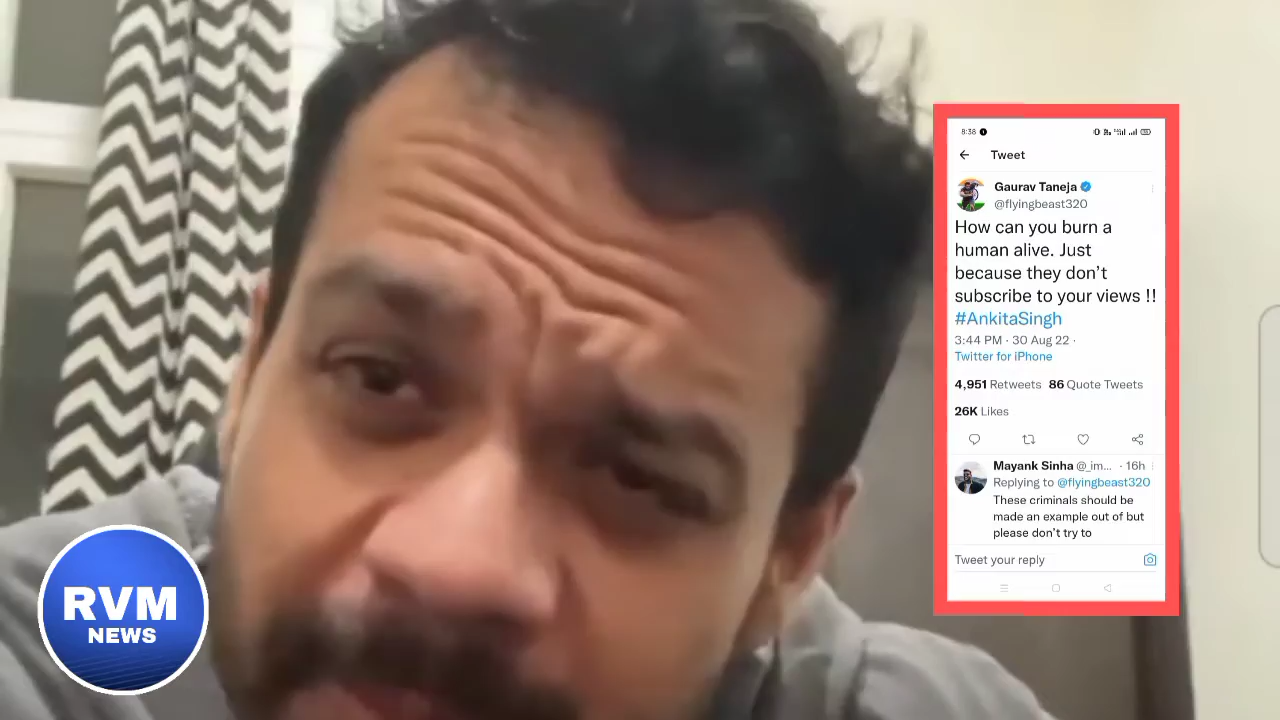 RVM
NEWS
8:38
Tweet
Gaurav Taneja
@flyingbeast320
How can you burn a
human alive. Just
because they don’t
subscribe to your views !!
#AnkitaSingh
3:44 PM · 30 Aug 22 ·
Twitter for iPhone
4,951 Retweets 86 Quote Tweets
26K Likes
Mayank Sinha @_im... · 16h
Replying to @flyingbeast320
These criminals should be
made an example out of but
please don’t try to
Tweet your reply